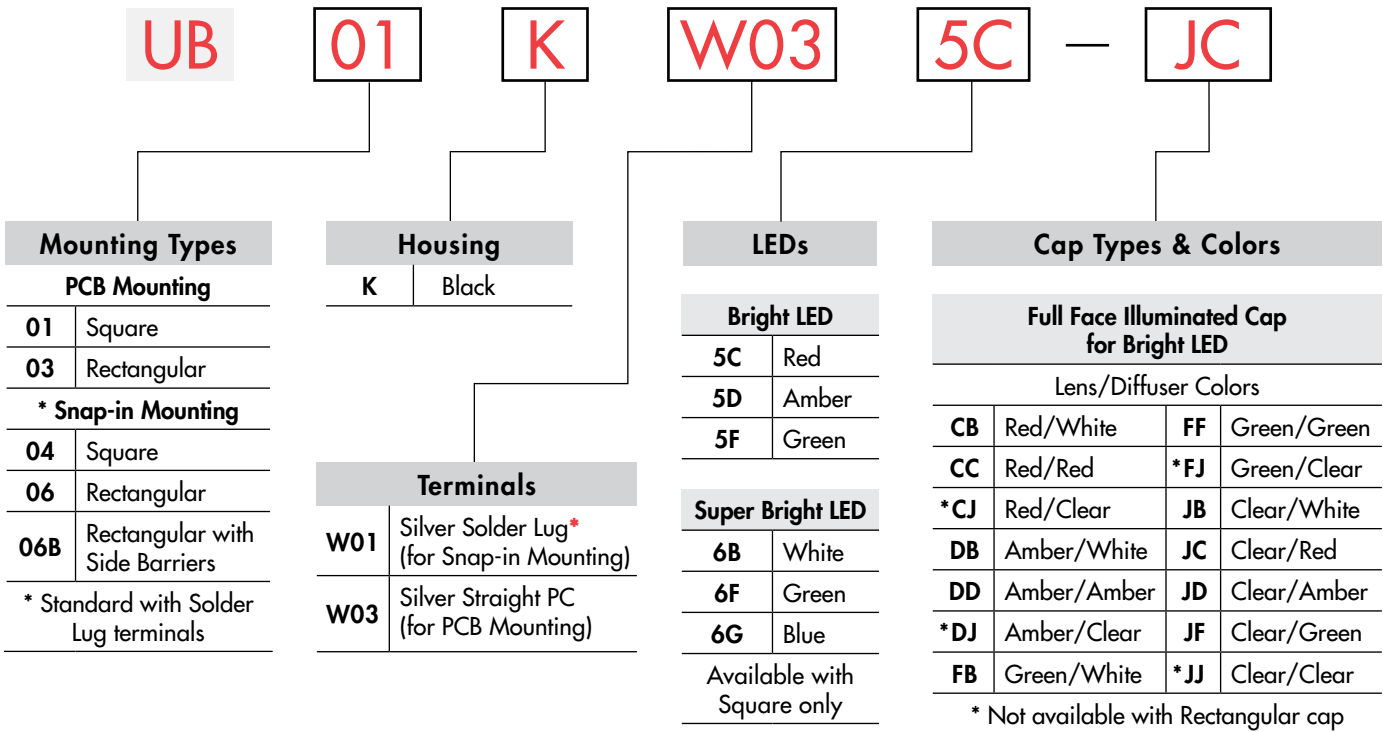 UB 01 K W03 5C — JC
Mounting Types
PCB Mounting
01 Square
03 Rectangular
* Snap-in Mounting
04 Square
06 Rectangular
06B Rectangular with
Side Barriers
* Standard with Solder
Lug terminals
Housing
K Black
Terminals
W01 Silver Solder Lug*
(for Snap-in Mounting)
W03 Silver Straight PC
(for PCB Mounting)
LEDs
Bright LED
5C Red
5D Amber
5F Green
Super Bright LED
6B White
6F Green
6G Blue
Available with
Square only
Cap Types & Colors
Full Face Illuminated Cap
for Bright LED
Lens/Diffuser Colors
CB Red/White FF Green/Green
CC Red/Red *FJ Green/Clear
*CJ Red/Clear JB Clear/White
DB Amber/White JC Clear/Red
DD Amber/Amber JD Clear/Amber
*DJ Amber/Clear JF Clear/Green
FB Green/White *JJ Clear/Clear
* Not available with Rectangular cap